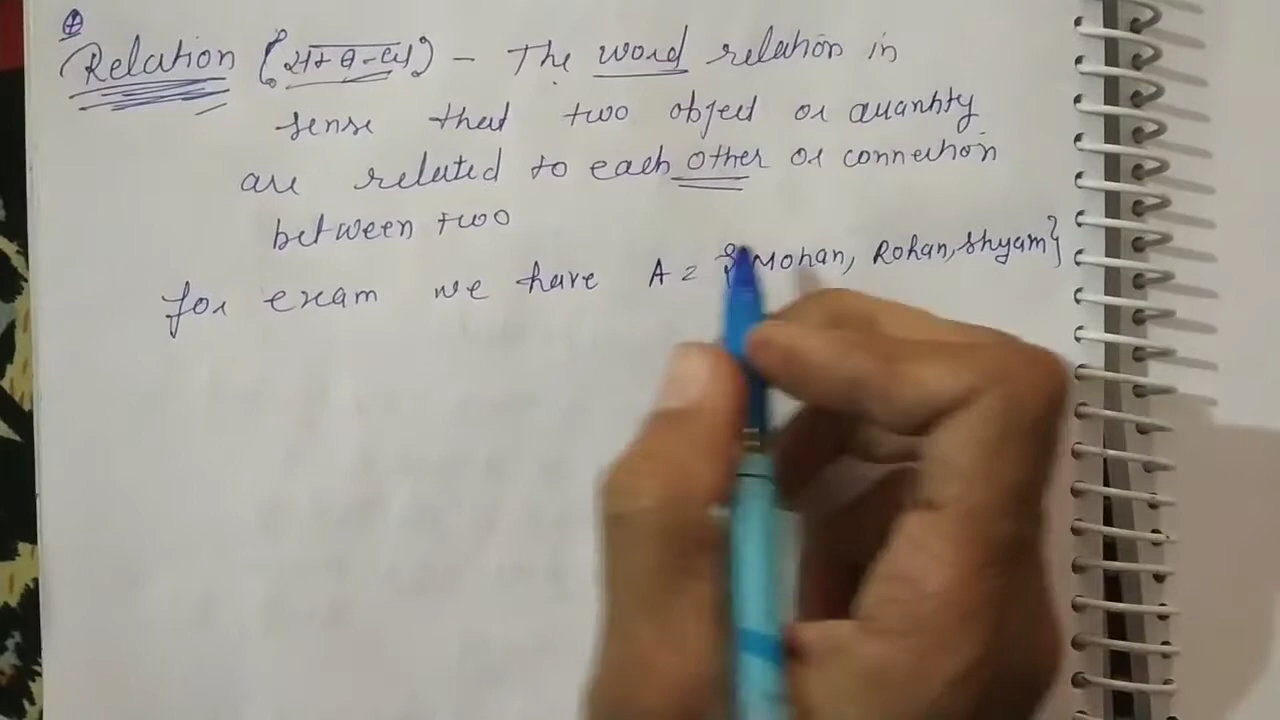 Relation (सम्बन्ध) - The word relation in
sense that two object or quantity
are related to each other or connection
between two
for exam we have A = {Mohan, Rohan, Shyam}